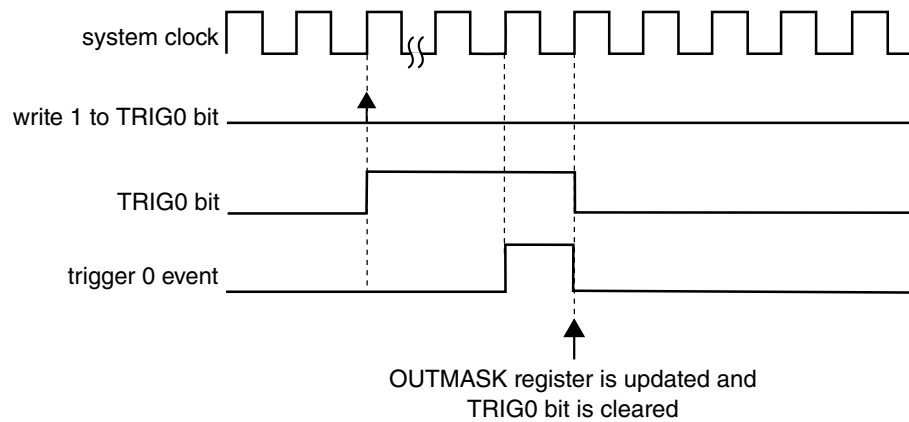 system clock
write 1 to TRIG0 bit
TRIG0 bit
trigger 0 event
OUTMASK register is updated and
TRIG0 bit is cleared